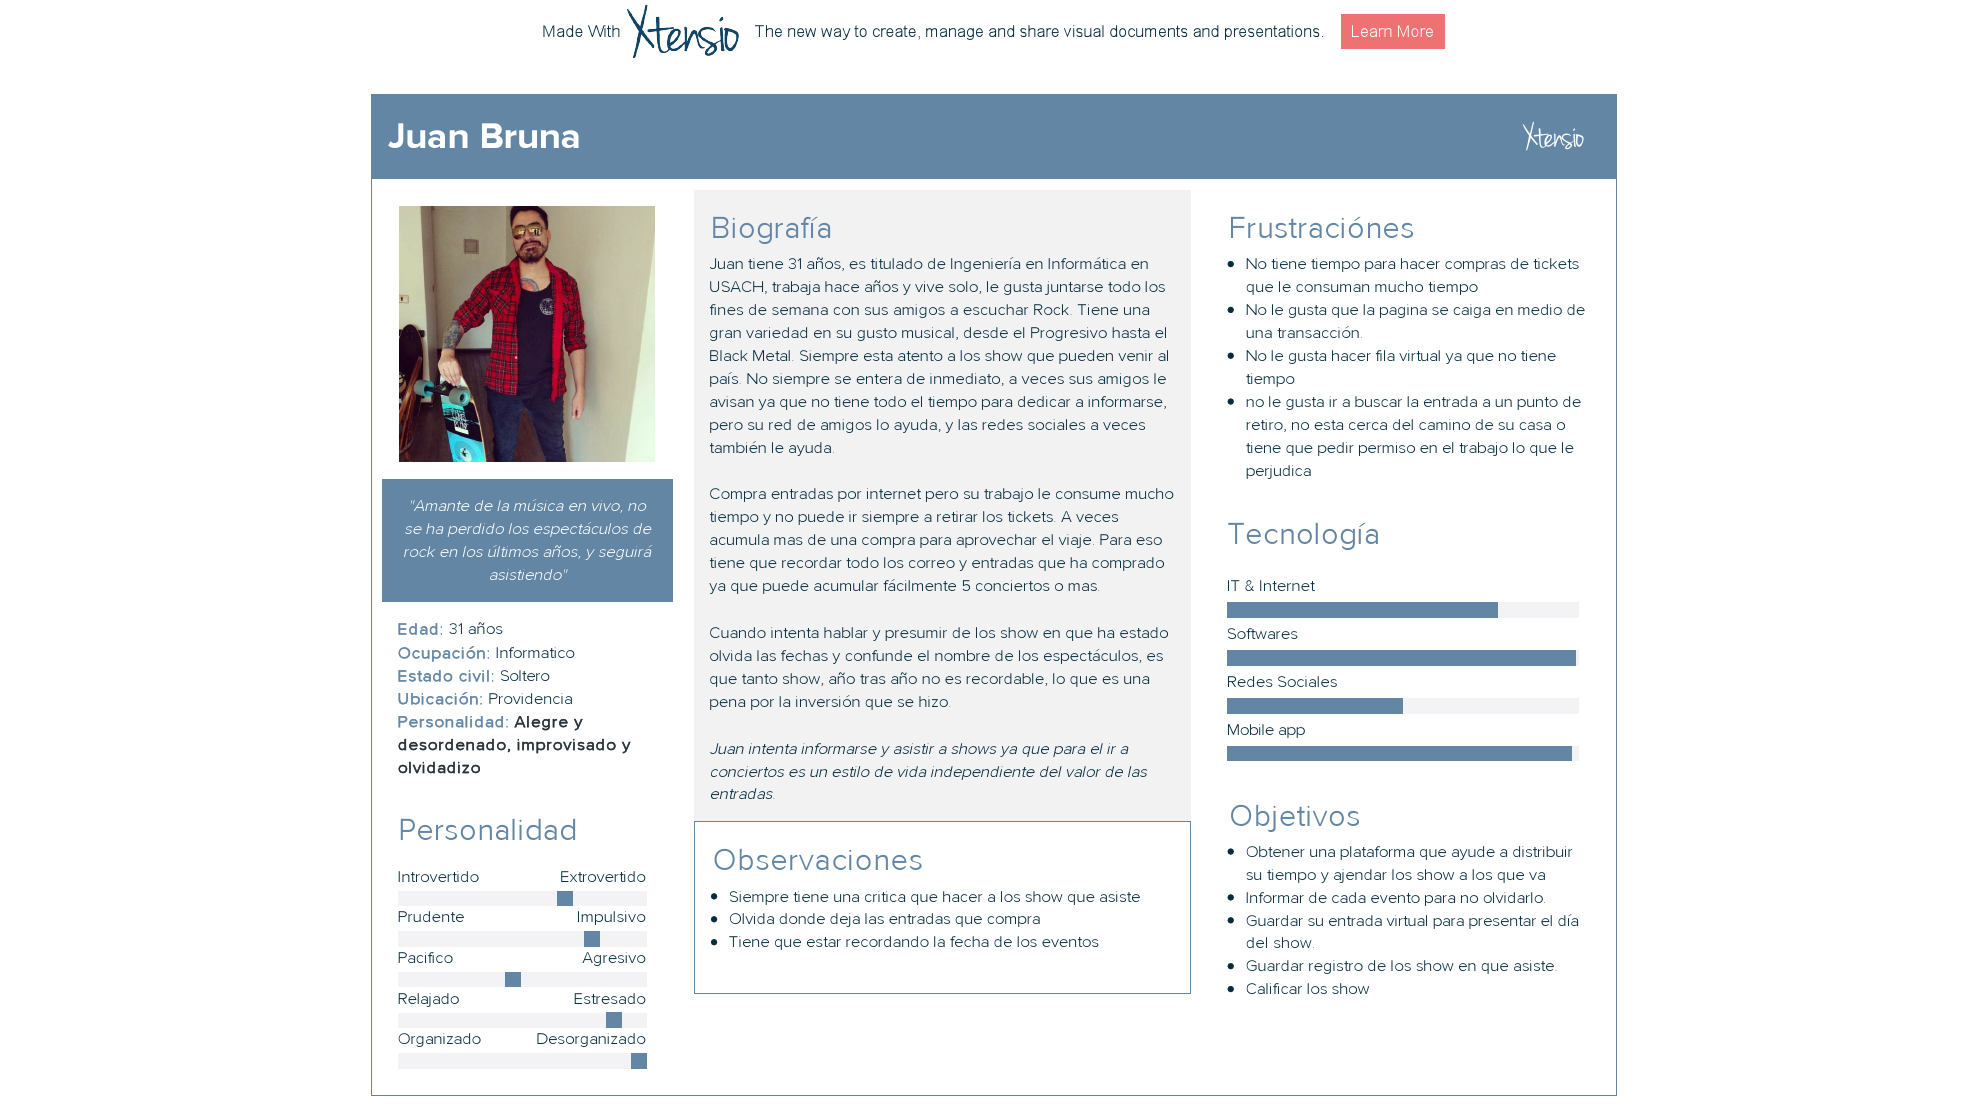 Made With Xtensio The new way to create, manage and share visual documents and presentations. Learn More
Juan Bruna
Xtensio
"Amante de la música en vivo, no
se ha perdido los espectáculos de
rock en los últimos años, y seguirá
asistiendo"
Edad: 31 años
Ocupación: Informatico
Estado civil: Soltero
Ubicación: Providencia
Personalidad: Alegre y
desordenado, improvisado y
olvidadizo
Personalidad
Introvertido Extrovertido
Prudente Impulsivo
Pacifico Agresivo
Relajado Estresado
Organizado Desorganizado
Biografía
Juan tiene 31 años, es titulado de Ingeniería en Informática en
USACH, trabaja hace años y vive solo, le gusta juntarse todo los
fines de semana con sus amigos a escuchar Rock. Tiene una
gran variedad en su gusto musical, desde el Progresivo hasta el
Black Metal. Siempre esta atento a los show que pueden venir al
país. No siempre se entera de inmediato, a veces sus amigos le
avisan ya que no tiene todo el tiempo para dedicar a informarse,
pero su red de amigos lo ayuda, y las redes sociales a veces
también le ayuda.
Compra entradas por internet pero su trabajo le consume mucho
tiempo y no puede ir siempre a retirar los tickets. A veces
acumula mas de una compra para aprovechar el viaje. Para eso
tiene que recordar todo los correo y entradas que ha comprado
ya que puede acumular fácilmente 5 conciertos o mas.
Cuando intenta hablar y presumir de los show en que ha estado
olvida las fechas y confunde el nombre de los espectáculos, es
que tanto show, año tras año no es recordable, lo que es una
pena por la inversión que se hizo.
Juan intenta informarse y asistir a shows ya que para el ir a
conciertos es un estilo de vida independiente del valor de las
entradas.
Observaciones
Siempre tiene una critica que hacer a los show que asiste
Olvida donde deja las entradas que compra
Tiene que estar recordando la fecha de los eventos
Frustraciónes
No tiene tiempo para hacer compras de tickets
que le consuman mucho tiempo
No le gusta que la pagina se caiga en medio de
una transacción.
No le gusta hacer fila virtual ya que no tiene
tiempo
no le gusta ir a buscar la entrada a un punto de
retiro, no esta cerca del camino de su casa o
tiene que pedir permiso en el trabajo lo que le
perjudica
Tecnología
IT & Internet
Softwares
Redes Sociales
Mobile app
Objetivos
Obtener una plataforma que ayude a distribuir
su tiempo y ajendar los show a los que va
Informar de cada evento para no olvidarlo.
Guardar su entrada virtual para presentar el día
del show.
Guardar registro de los show en que asiste.
Calificar los show